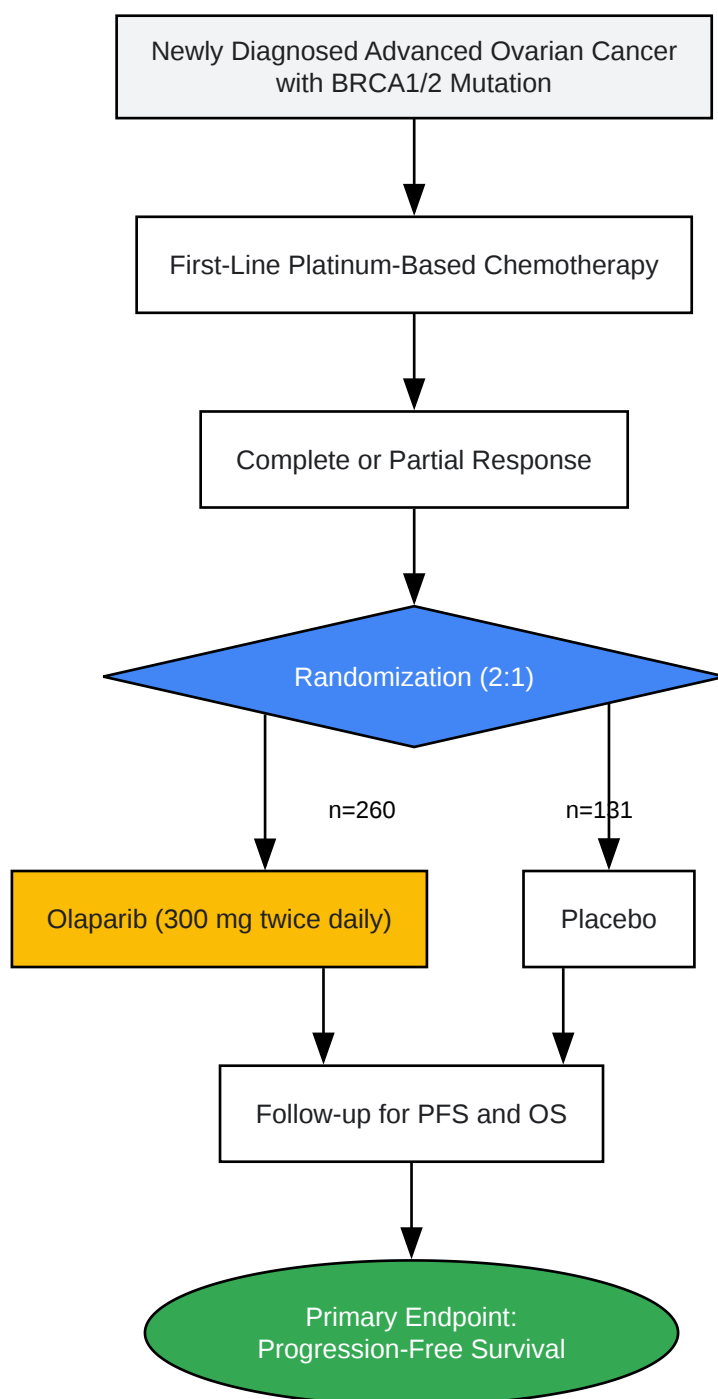 Newly Diagnosed Advanced Ovarian Cancer
with BRCA1/2 Mutation
First-Line Platinum-Based Chemotherapy
Complete or Partial Response
Randomization (2:1)
n=260
n=131
Olaparib (300 mg twice daily)
Placebo
Follow-up for PFS and OS
Primary Endpoint:
Progression-Free Survival